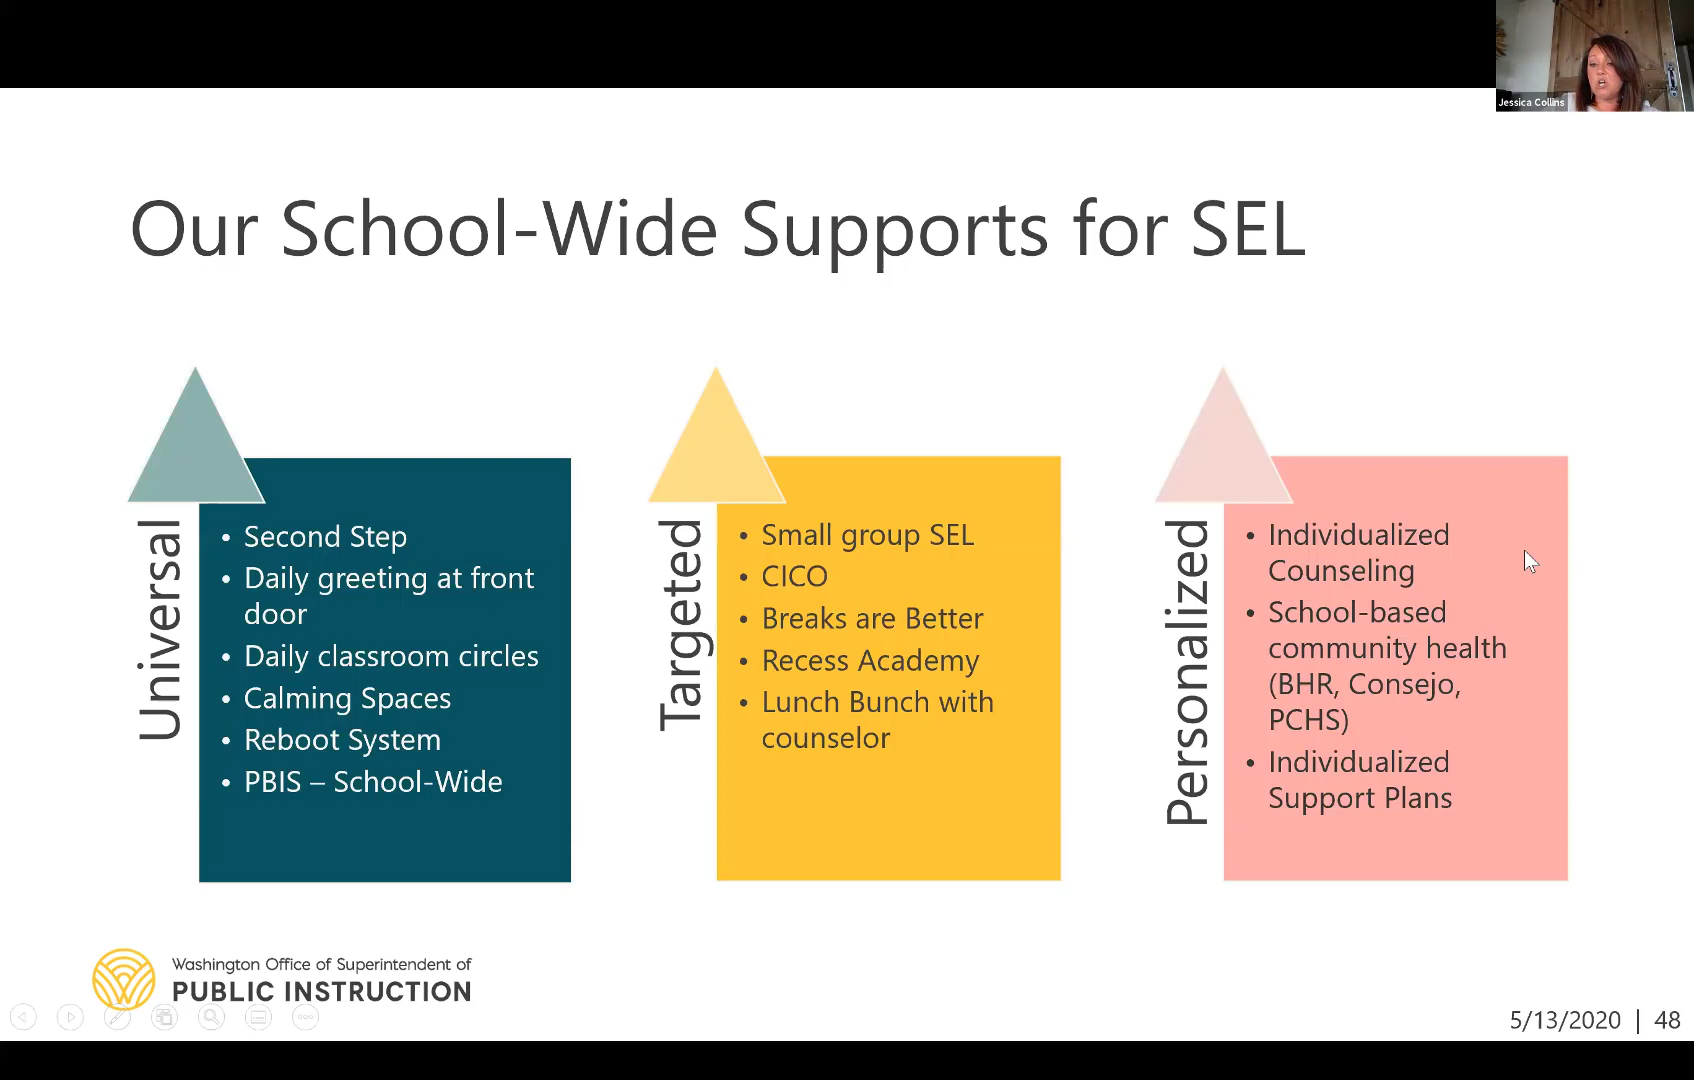 Jessica Collins
Our School-Wide Supports for SEL
Universal
• Second Step
• Daily greeting at front
door
• Daily classroom circles
• Calming Spaces
• Reboot System
• PBIS – School-Wide
Targeted
• Small group SEL
• CICO
• Breaks are Better
• Recess Academy
• Lunch Bunch with
counselor
Personalized
• Individualized
Counseling
• School-based
community health
(BHR, Consejo,
PCHS)
• Individualized
Support Plans
Washington Office of Superintendent of
PUBLIC INSTRUCTION
5/13/2020 | 48